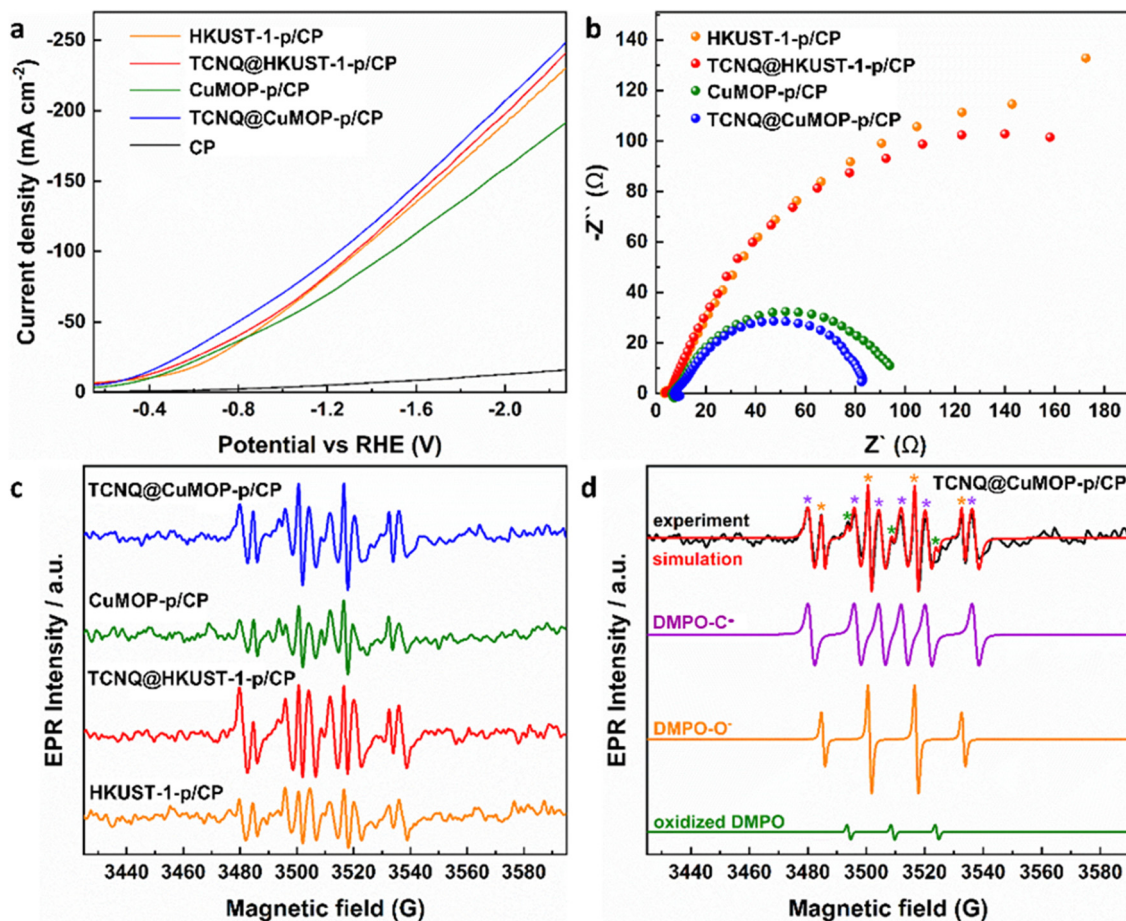 a
HKUST-1-p/CP
TCNQ@HKUST-1-p/CP
CuMOP-p/CP
TCNQ@CuMOP-p/CP
CP
-250
-200
-150
-100
-50
0
Current density (mA cm⁻²)
-0.4
-0.8
-1.2
-1.6
-2.0
Potential vs RHE (V)
b
HKUST-1-p/CP
TCNQ@HKUST-1-p/CP
CuMOP-p/CP
TCNQ@CuMOP-p/CP
140
120
100
80
60
40
20
0
-Z`` (Ω)
0 20 40 60 80 100 120 140 160 180
Z` (Ω)
c
TCNQ@CuMOP-p/CP
CuMOP-p/CP
TCNQ@HKUST-1-p/CP
HKUST-1-p/CP
EPR Intensity / a.u.
3440 3460 3480 3500 3520 3540 3560 3580
Magnetic field (G)
d
TCNQ@CuMOP-p/CP
* * * * * * * * * * * * *
experiment
simulation
DMPO-C•
DMPO-O⁻
oxidized DMPO
EPR Intensity / a.u.
3440 3460 3480 3500 3520 3540 3560 3580
Magnetic field (G)